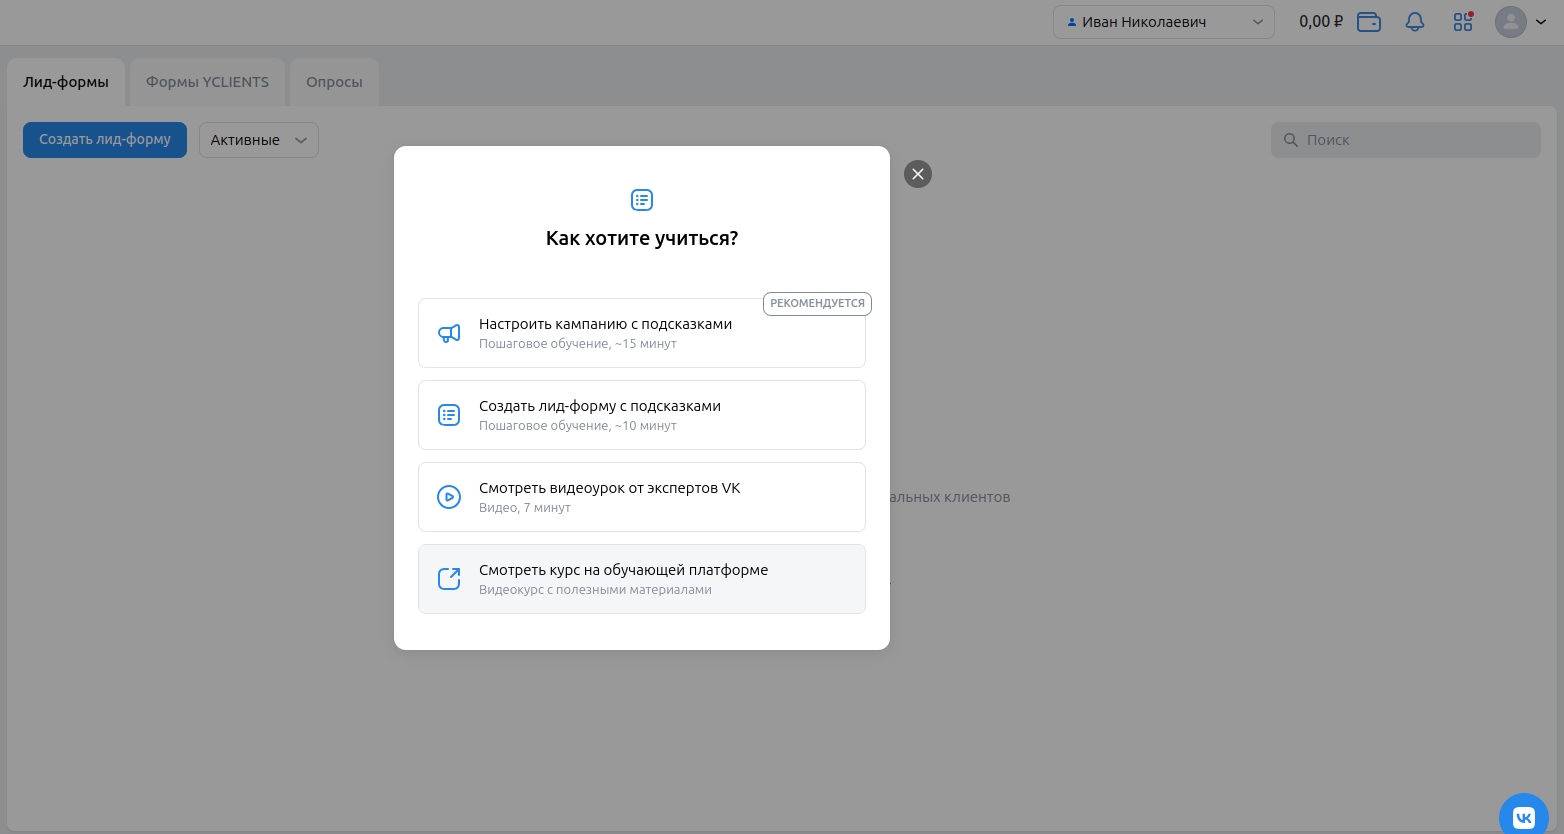 Иван Николаевич
0,00 ₽
Лид-формы
Формы YCLIENTS
Опросы
Создать лид-форму
Активные
Поиск
Как хотите учиться?
РЕКОМЕНДУЕТСЯ
Настроить кампанию с подсказками
Пошаговое обучение, ~15 минут
Создать лид-форму с подсказками
Пошаговое обучение, ~10 минут
Смотреть видеоурок от экспертов VK
Видео, 7 минут
альных клиентов
Смотреть курс на обучающей платформе
Видеокурс с полезными материалами